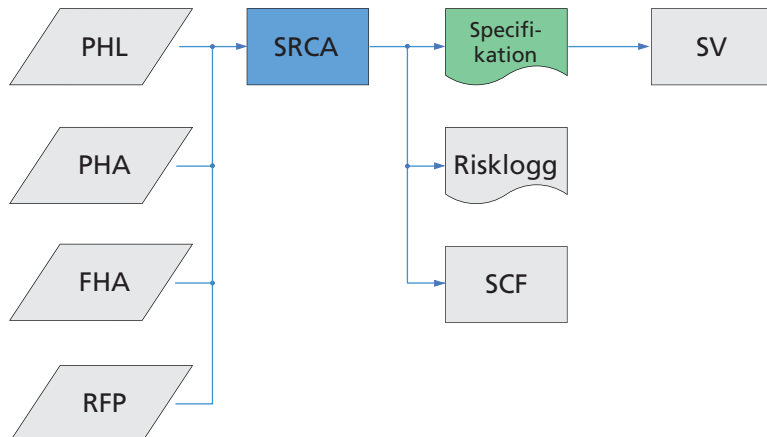 PHL
SRCA
Specifi-
kation
SV
PHA
Risklogg
FHA
SCF
RFP